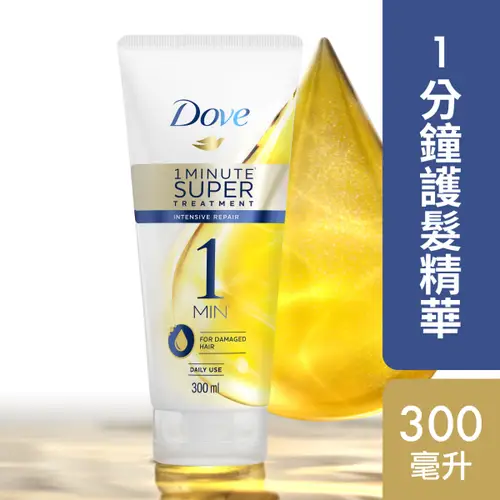 Dove
1 MINUTE
SUPER
TREATMENT
INTENSIVE REPAIR
1
MIN
FOR DAMAGED
HAIR
DAILY USE
300 ml
1分鐘護髮精華
300
毫升